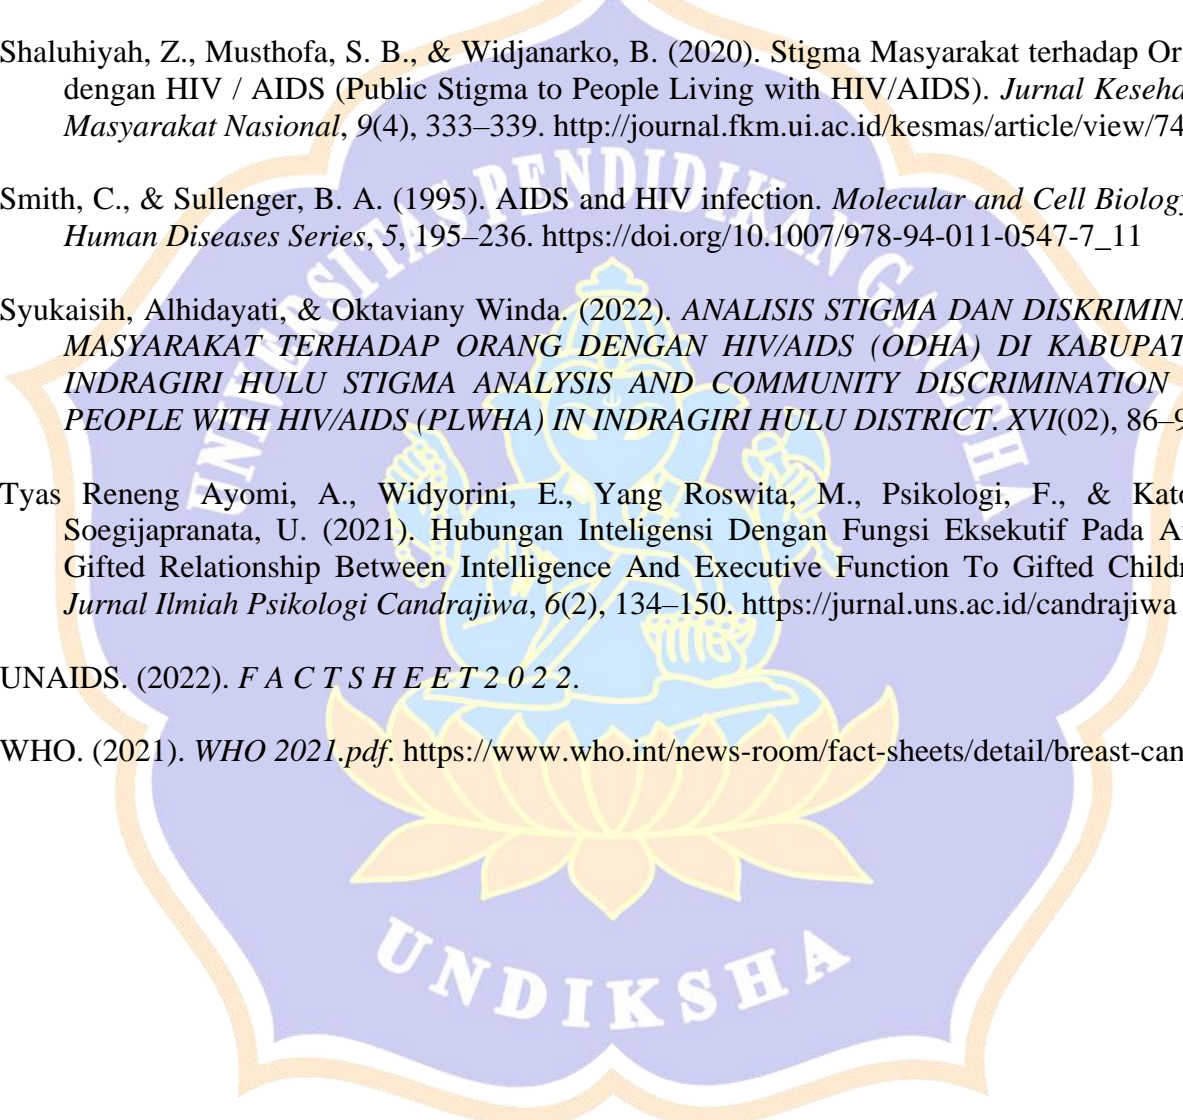 Shaluhiyah, Z., Musthofa, S. B., & Widjanarko, B. (2020). Stigma Masyarakat terhadap
dengan HIV / AIDS (Public Stigma to People Living with HIV/AIDS). Jurnal
Masyarakat Nasional, 9(4), 333–339. http://journal.fkm.ui.ac.id/kesmas/article/view/74
Smith, C., & Sullenger, B. A. (1995). AIDS and HIV infection. Molecular and Cell Biology
Human Diseases Series, 5, 195–236. https://doi.org/10.1007/978-94-011-0547-7_11
Syukaisih, Alhidayati, & Oktaviany Winda. (2022). ANALISIS STIGMA DAN
MASYARAKAT TERHADAP ORANG DENGAN HIV/AIDS (ODHA) DI
INDRAGIRI HULU STIGMA ANALYSIS AND COMMUNITY DISCRIMINATION
PEOPLE WITH HIV/AIDS (PLWHA) IN INDRAGIRI HULU DISTRICT. XVI(02), 86–9
Tyas Reneng Ayomi, A., Widyorini, E., Yang Roswita, M., Psikologi, F., &
Soegijapranata, U. (2021). Hubungan Inteligensi Dengan Fungsi Eksekutif Pada
Gifted Relationship Between Intelligence And Executive Function To Gifted
Jurnal Ilmiah Psikologi Candrajiwa, 6(2), 134–150. https://jurnal.uns.ac.id/candrajiwa
UNAIDS. (2022). F A C T S H E E T 2 0 2 2.
WHO. (2021). WHO 2021.pdf. https://www.who.int/news-room/fact-sheets/detail/breast-can
UNIVERSITAS PENDIDIKAN GANESHA
UNDIKSHA